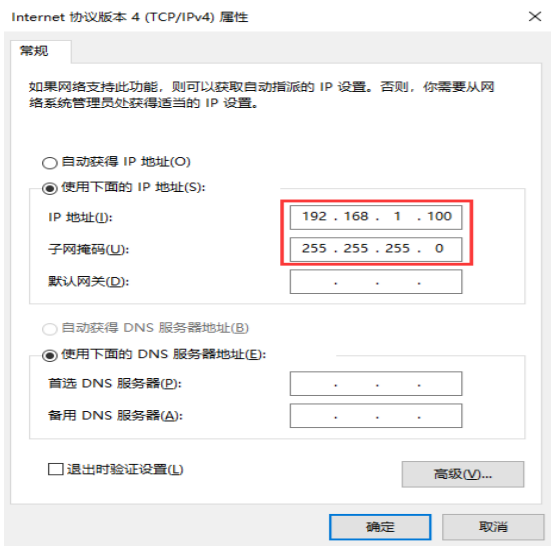 Internet 协议版本 4 (TCP/IPv4) 属性
常规
如果网络支持此功能，则可以获取自动指派的 IP 设置。否则，你需要从网
络系统管理员处获得适当的 IP 设置。
自动获得 IP 地址(O)
使用下面的 IP 地址(S):
IP 地址(I): 192 . 168 . 1 . 100
子网掩码(U): 255 . 255 . 255 . 0
默认网关(D): . . .
自动获得 DNS 服务器地址(B)
使用下面的 DNS 服务器地址(E):
首选 DNS 服务器(P): . . .
备用 DNS 服务器(A): . . .
退出时验证设置(L)
高级(V)...
确定 取消